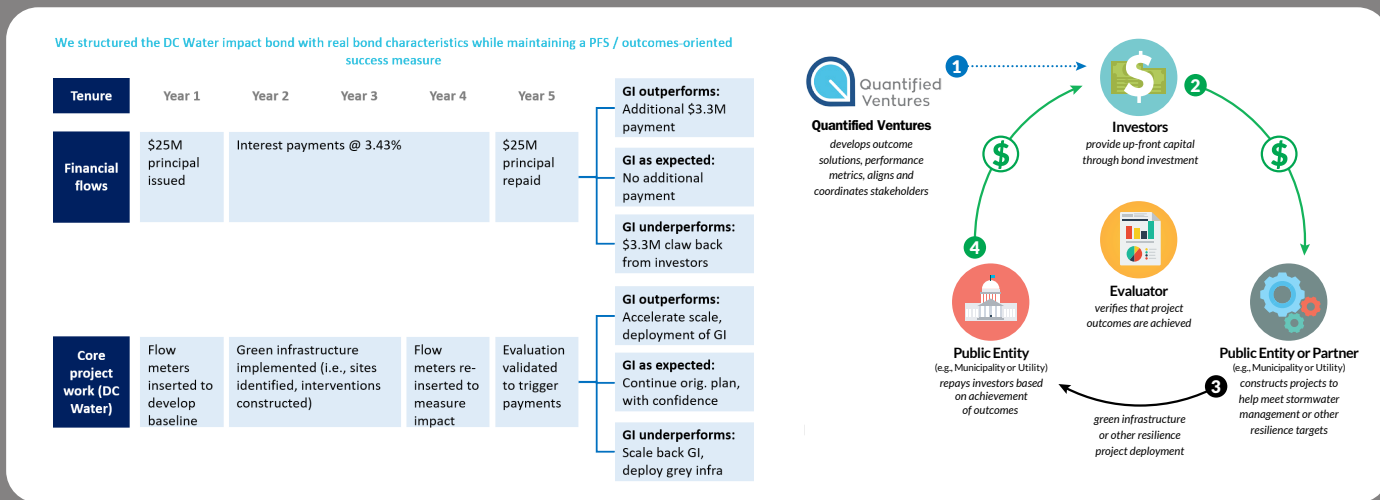 We structured the DC Water impact bond with real bond characteristics while maintaining a PFS / outcomes-oriented
success measure
Tenure
Year 1
Year 2
Year 3
Year 4
Year 5
Financial
flows
$25M
principal
issued
Interest payments @ 3.43%
$25M
principal
repaid
GI outperforms:
Additional $3.3M
payment
GI as expected:
No additional
payment
GI underperforms:
$3.3M claw back
from investors
Core
project
work (DC
Water)
Flow
meters
inserted to
develop
baseline
Green infrastructure
implemented (i.e., sites
identified, interventions
constructed)
Flow
meters re-
inserted to
measure
impact
Evaluation
validated
to trigger
payments
GI outperforms:
Accelerate scale,
deployment of GI
GI as expected:
Continue orig. plan,
with confidence
GI underperforms:
Scale back GI,
deploy grey infra
Quantified
Ventures
Quantified Ventures
develops outcome
solutions, performance
metrics, aligns and
coordinates stakeholders
1
$
Investors
provide up-front capital
through bond investment
2
$
$
Evaluator
verifies that project
outcomes are achieved
4
Public Entity
(e.g., Municipality or Utility)
repays investors based
on achievement
of outcomes
Public Entity or Partner
(e.g., Municipality or Utility)
constructs projects to
help meet stormwater
management or other
resilience targets
3
green infrastructure
or other resilience
project deployment